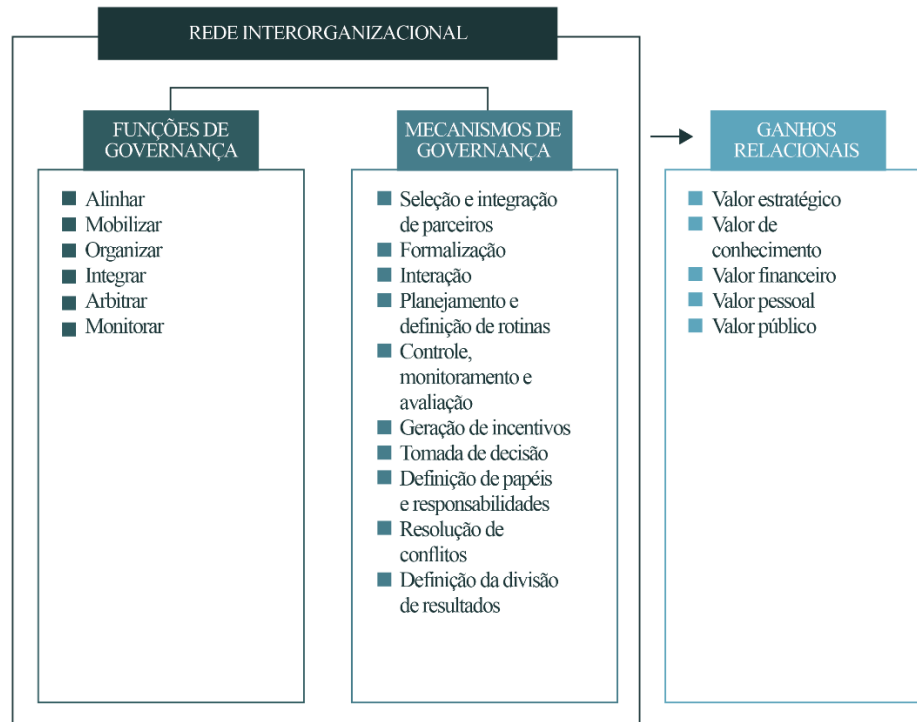 REDE INTERORGANIZACIONAL
FUNÇÕES DE
GOVERNANÇA
Alinhar
Mobilizar
Organizar
Integrar
Arbitrar
Monitorar
MECANISMOS DE
GOVERNANÇA
Seleção e integração
de parceiros
Formalização
Interação
Planejamento e
definição de rotinas
Controle,
monitoramento e
avaliação
Geração de incentivos
Tomada de decisão
Definição de papéis
e responsabilidades
Resolução de
conflitos
Definição da divisão
de resultados
GANHOS
RELACIONAIS
Valor estratégico
Valor de
conhecimento
Valor financeiro
Valor pessoal
Valor público